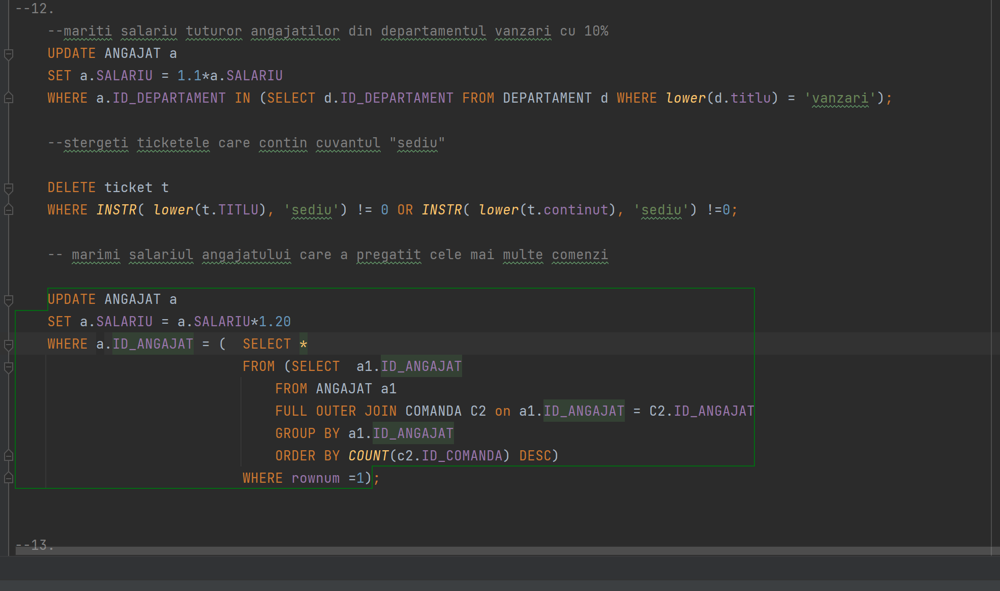 --12.
--mariti salariu tuturor angajatilor din departamentul vanzari cu 10%
UPDATE ANGAJAT a
SET a.SALARIU = 1.1*a.SALARIU
WHERE a.ID_DEPARTAMENT IN (SELECT d.ID_DEPARTAMENT FROM DEPARTAMENT d WHERE lower(d.titlu) = 'vanzari');
--stergeti ticketele care contin cuvantul "sediu"
DELETE ticket t
WHERE INSTR( lower(t.TITLU), 'sediu') != 0 OR INSTR( lower(t.continut), 'sediu') !=0;
-- marimi salariul angajatului care a pregatit cele mai multe comenzi
UPDATE ANGAJAT a
SET a.SALARIU = a.SALARIU*1.20
WHERE a.ID_ANGAJAT = (  SELECT *
FROM (SELECT  a1.ID_ANGAJAT
FROM ANGAJAT a1
FULL OUTER JOIN COMANDA C2 on a1.ID_ANGAJAT = C2.ID_ANGAJAT
GROUP BY a1.ID_ANGAJAT
ORDER BY COUNT(c2.ID_COMANDA) DESC)
WHERE rownum =1);
--13.